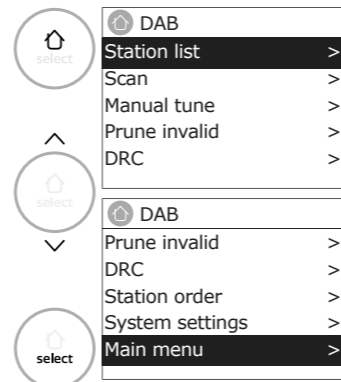 select
DAB
Station list >
Scan >
Manual tune >
Prune invalid >
DRC >
select
DAB
Prune invalid >
DRC >
Station order >
System settings >
Main menu >
select